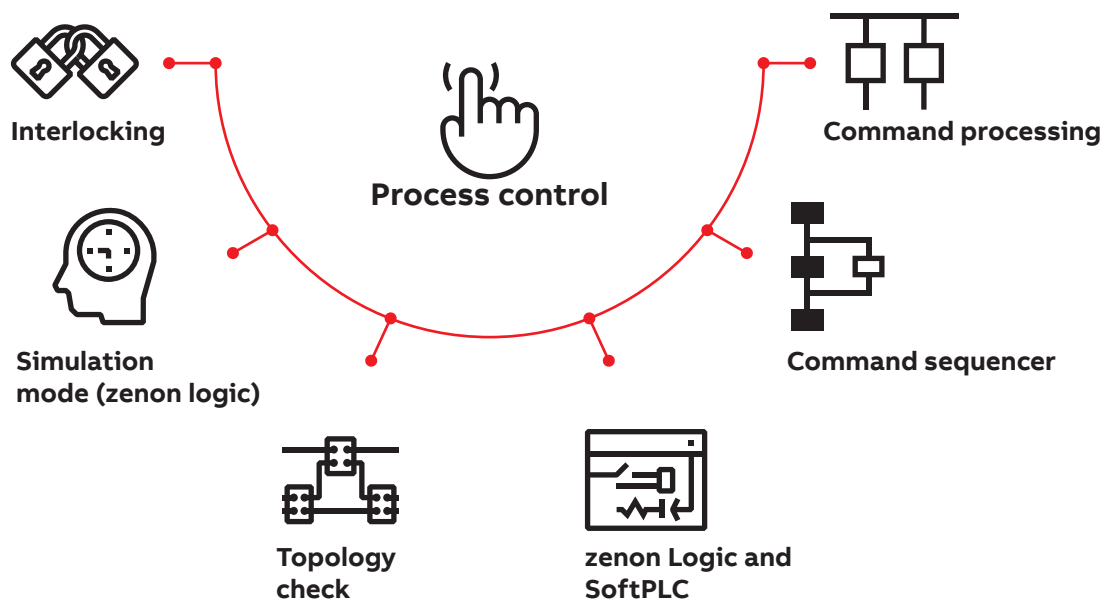 Interlocking
Process control
Command processing
Simulation
mode (zenon logic)
Command sequencer
Topology
check
zenon Logic and
SoftPLC